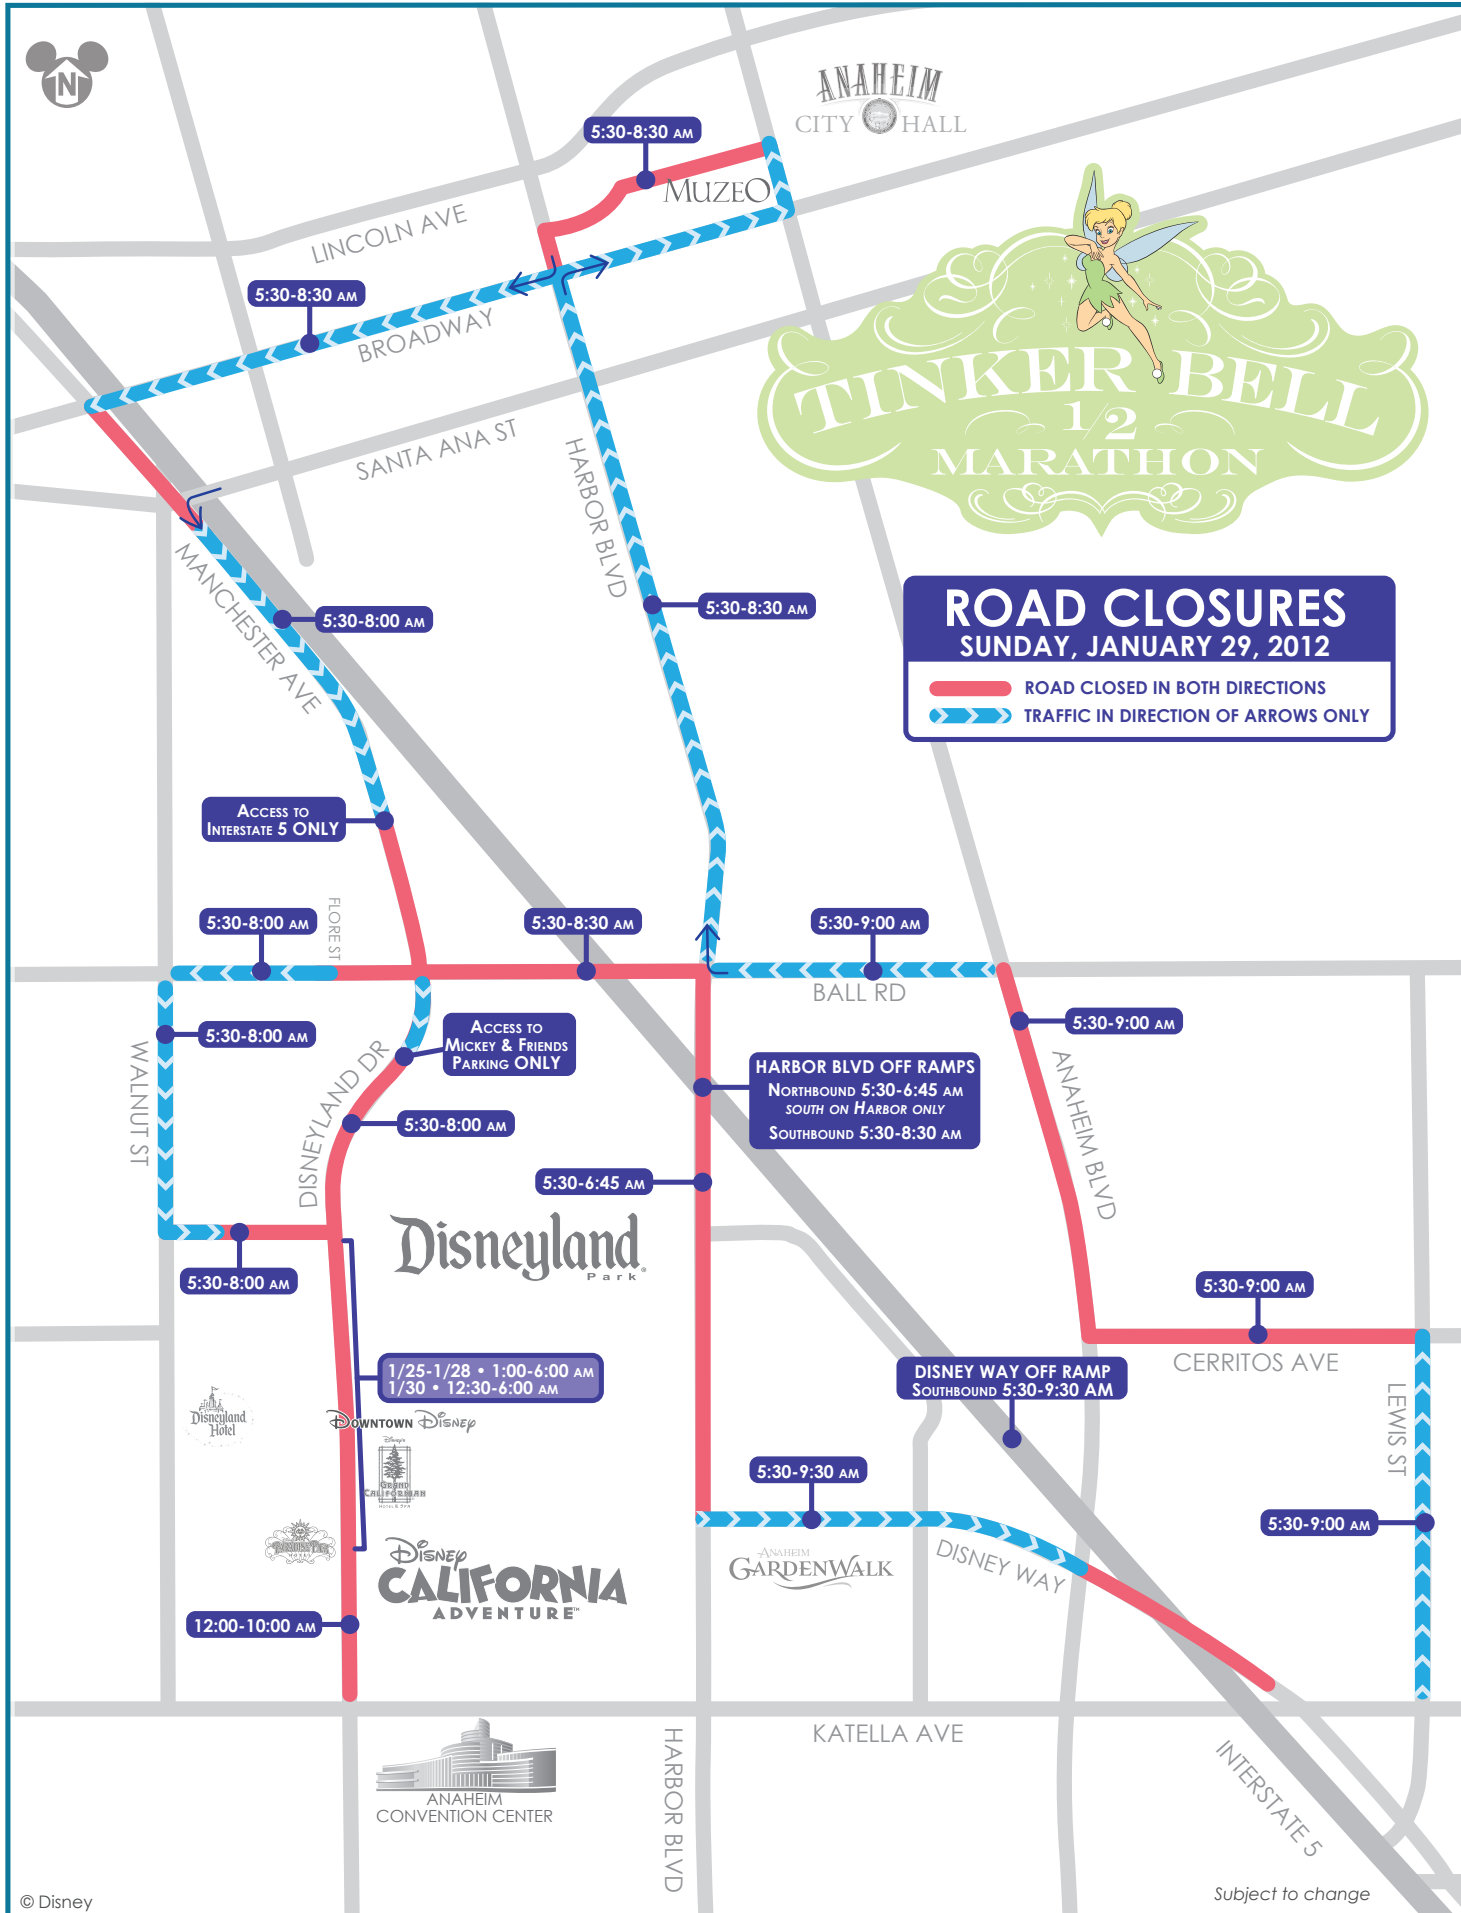 N
ANAHEIM
CITY HALL
5:30-8:30 AM
MUZEO
LINCOLN AVE
5:30-8:30 AM
BROADWAY
SANTA ANA ST
HARBOR BLVD
TINKER BELL
1/2
MARATHON
MANCHESTER AVE
5:30-8:00 AM
5:30-8:30 AM
ROAD CLOSURES
SUNDAY, JANUARY 29, 2012
ROAD CLOSED IN BOTH DIRECTIONS
TRAFFIC IN DIRECTION OF ARROWS ONLY
ACCESS TO
INTERSTATE 5 ONLY
FLORE ST
5:30-8:00 AM
5:30-8:30 AM
5:30-9:00 AM
BALL RD
5:30-8:00 AM
ACCESS TO
MICKEY & FRIENDS
PARKING ONLY
5:30-9:00 AM
WALNUT ST
DISNEYLAND DR
HARBOR BLVD OFF RAMPS
NORTHBOUND 5:30-6:45 AM
SOUTH ON HARBOR ONLY
SOUTHBOUND 5:30-8:30 AM
ANAHEIM BLVD
5:30-8:00 AM
5:30-6:45 AM
Disneyland
Park
5:30-8:00 AM
5:30-9:00 AM
CERRITOS AVE
1/25-1/28 • 1:00-6:00 AM
1/30 • 12:30-6:00 AM
DISNEY WAY OFF RAMP
SOUTHBOUND 5:30-9:30 AM
LEWIS ST
Disneyland
Hotel
DOWNTOWN DISNEY
Disney's
GRAND
CALIFORNIAN
HOTEL & SPA
5:30-9:30 AM
5:30-9:00 AM
Disney
CALIFORNIA
ADVENTURE™
ANAHEIM
GARDENWALK
DISNEY WAY
12:00-10:00 AM
KATELLA AVE
HARBOR BLVD
INTERSTATE 5
ANAHEIM
CONVENTION CENTER
© Disney
Subject to change